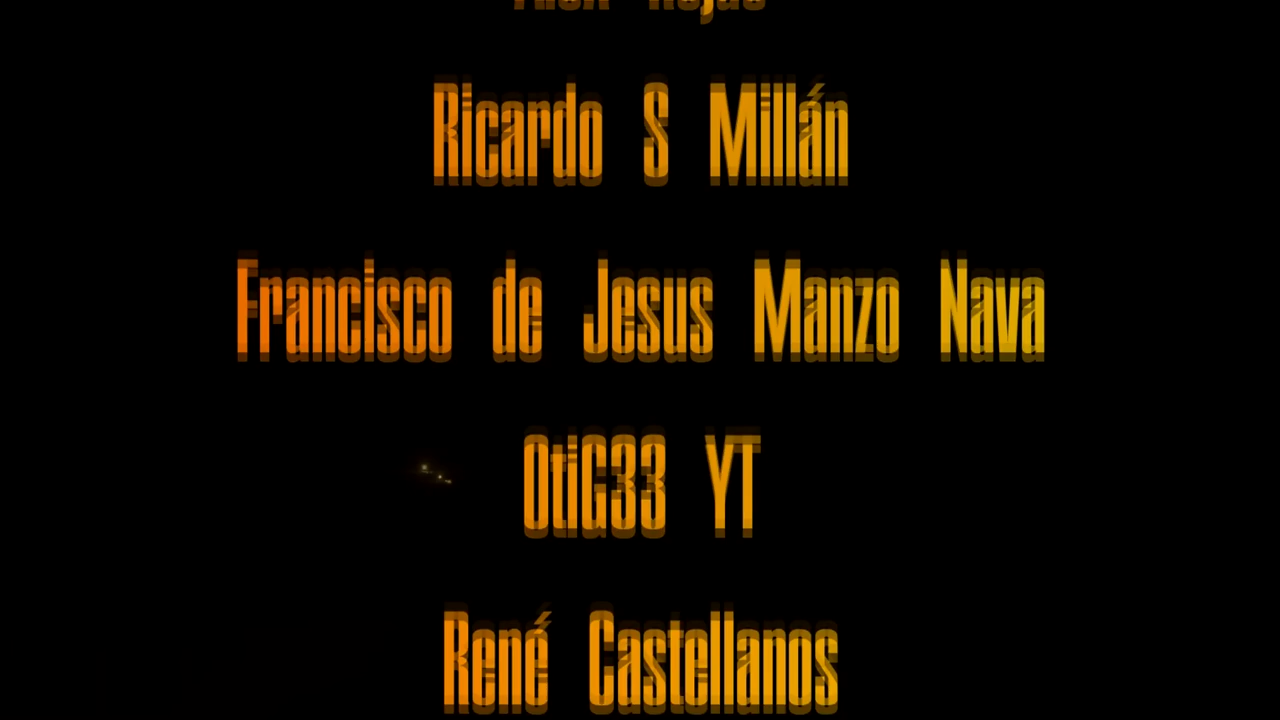 Ricardo S Millán
Francisco de Jesus Manzo Nava
OtiG33 YT
René Castellanos